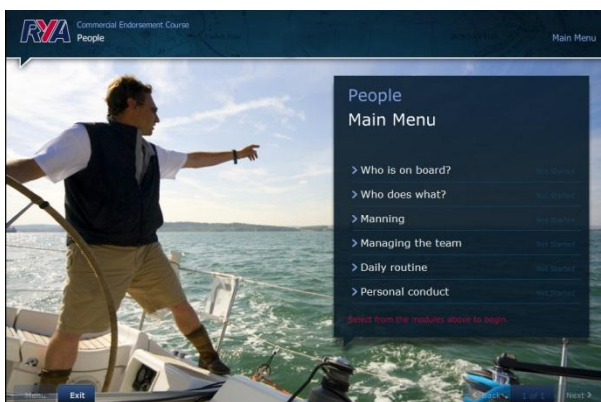 RYA
Commercial Endorsement Course
People
Main Menu
People
Main Menu
Who is on board?
Not Started
Who does what?
Not Started
Manning
Not Started
Managing the team
Not Started
Daily routine
Not Started
Personal conduct
Not Started
Select from the modules above to begin.
Menu
Exit
Back
1 of 1
Next